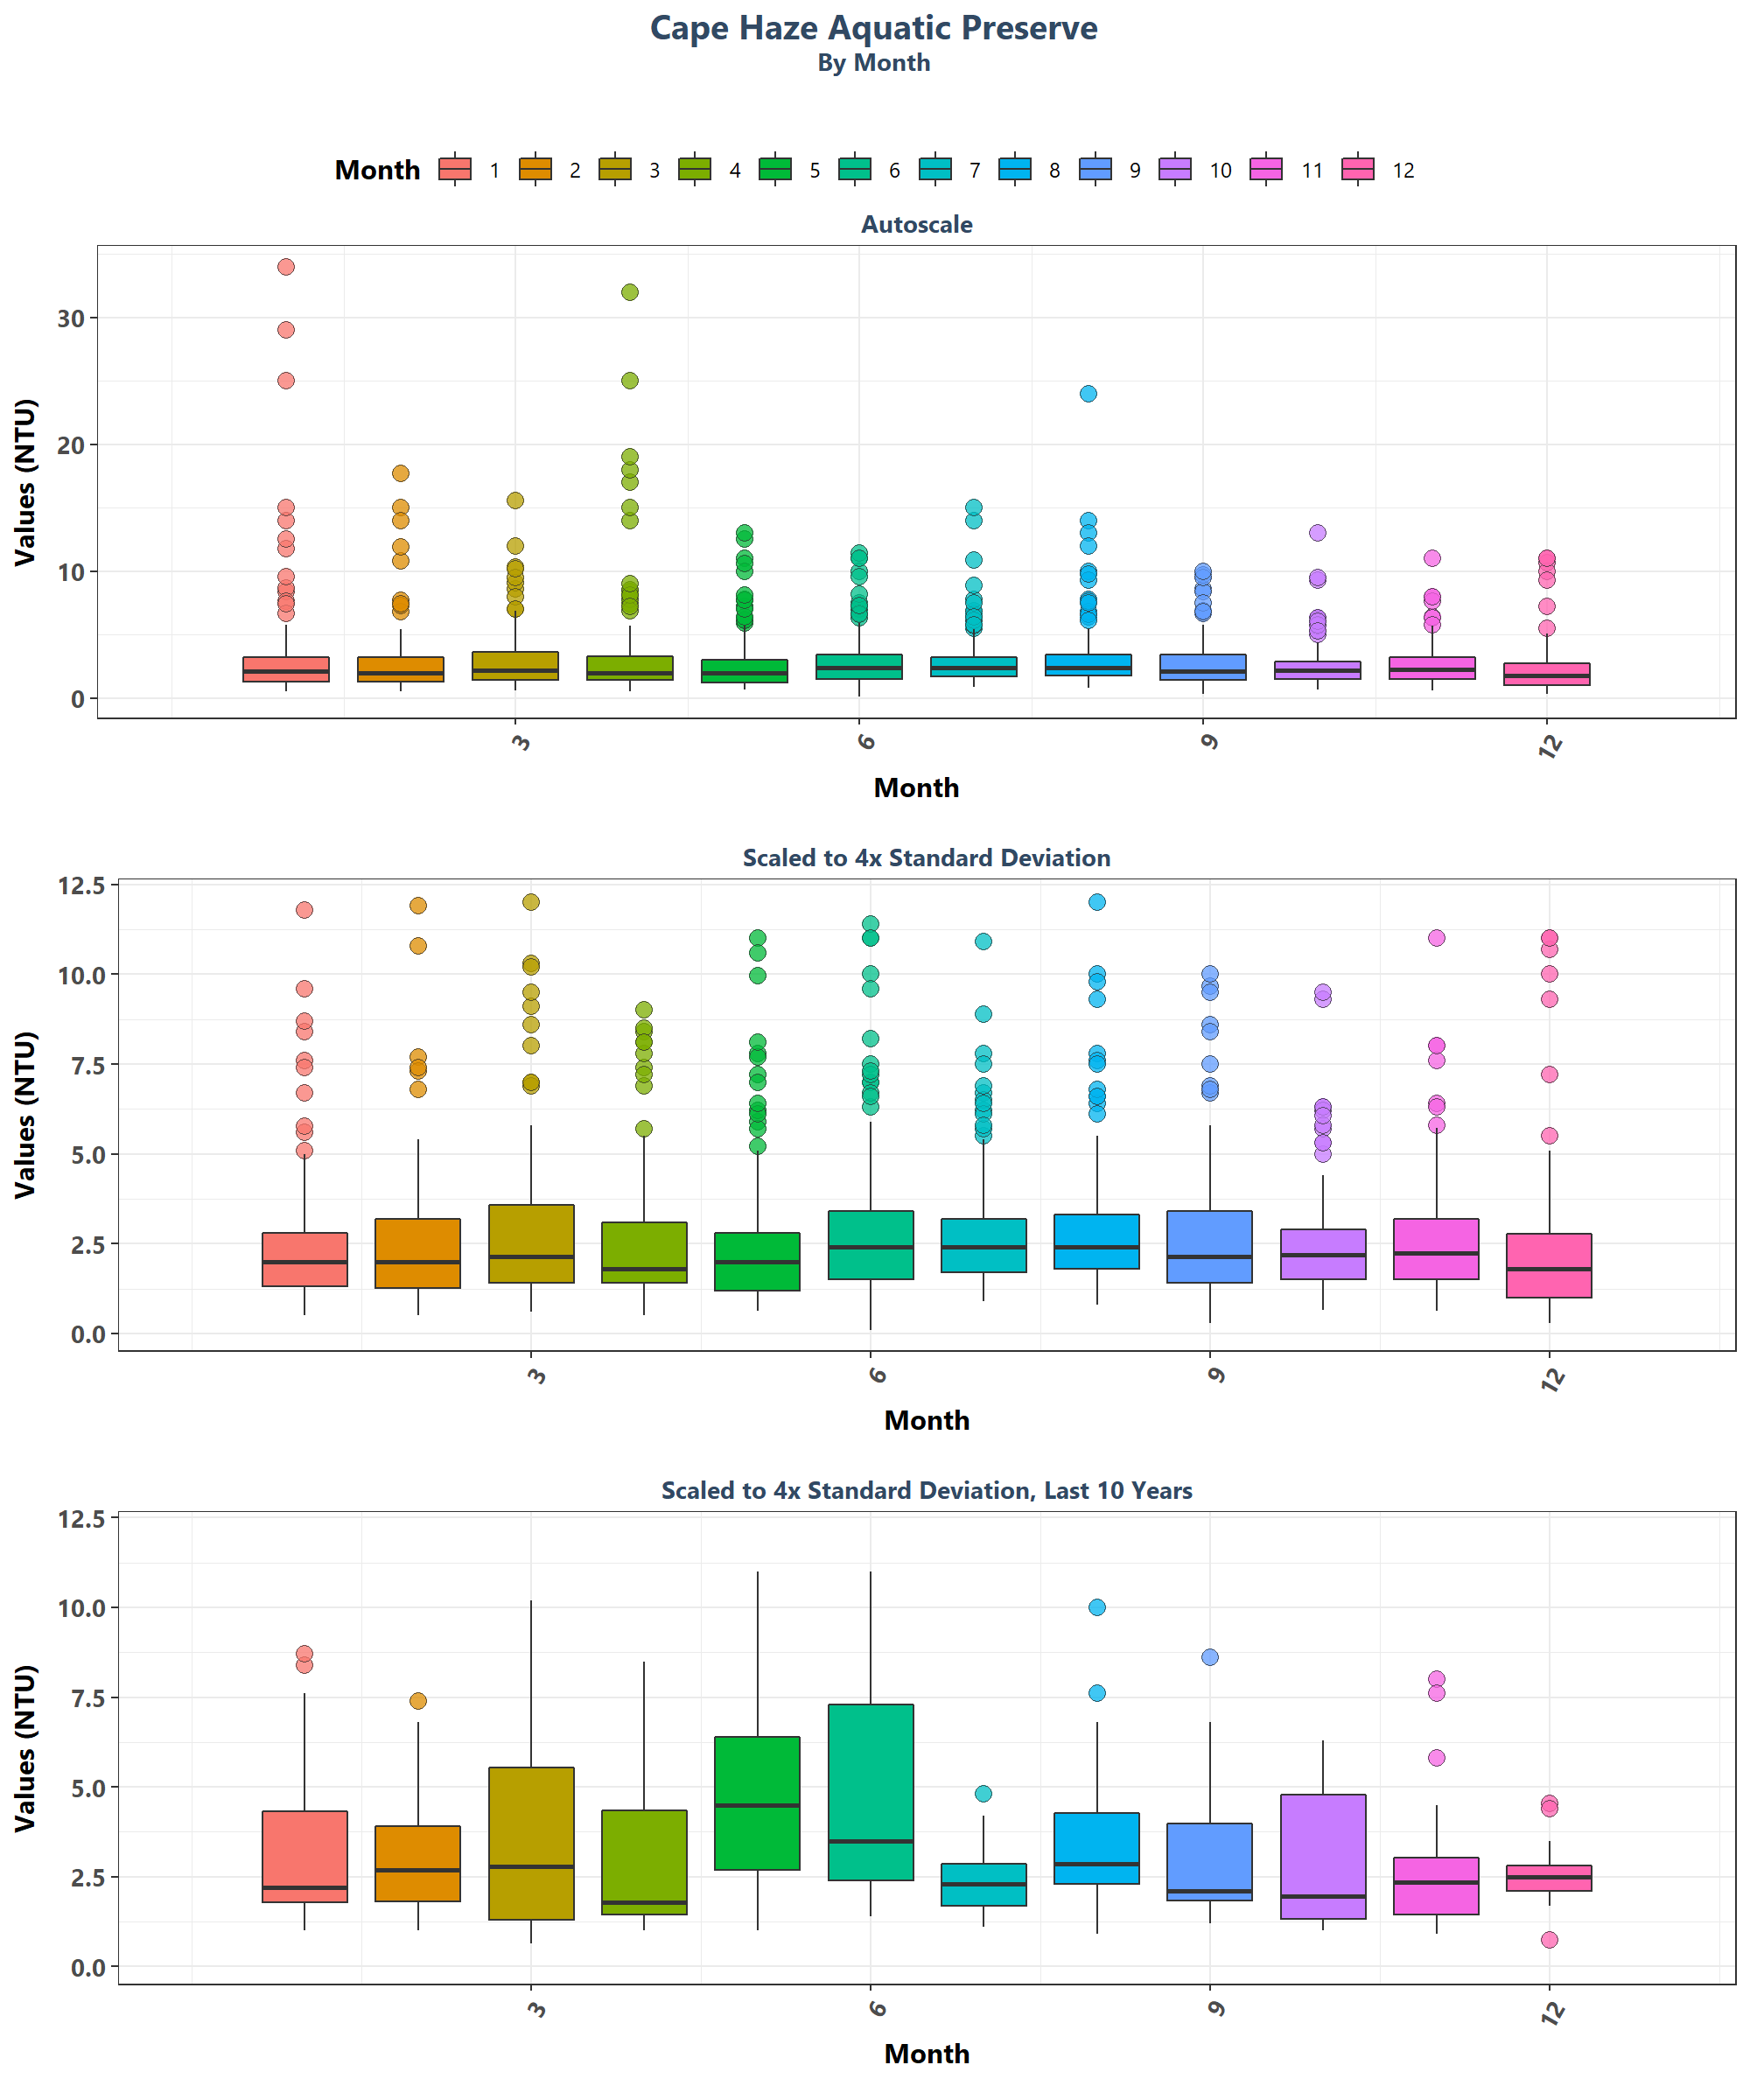 Cape Haze Aquatic Preserve
By Month
Month 1 2 3 4 5 6 7 8 9 10 11 12
Autoscale
Values (NTU)
30
20
10
0
3 6 9 12
Month
Scaled to 4x Standard Deviation
Values (NTU)
12.5
10.0
7.5
5.0
2.5
0.0
3 6 9 12
Month
Scaled to 4x Standard Deviation, Last 10 Years
Values (NTU)
12.5
10.0
7.5
5.0
2.5
0.0
3 6 9 12
Month